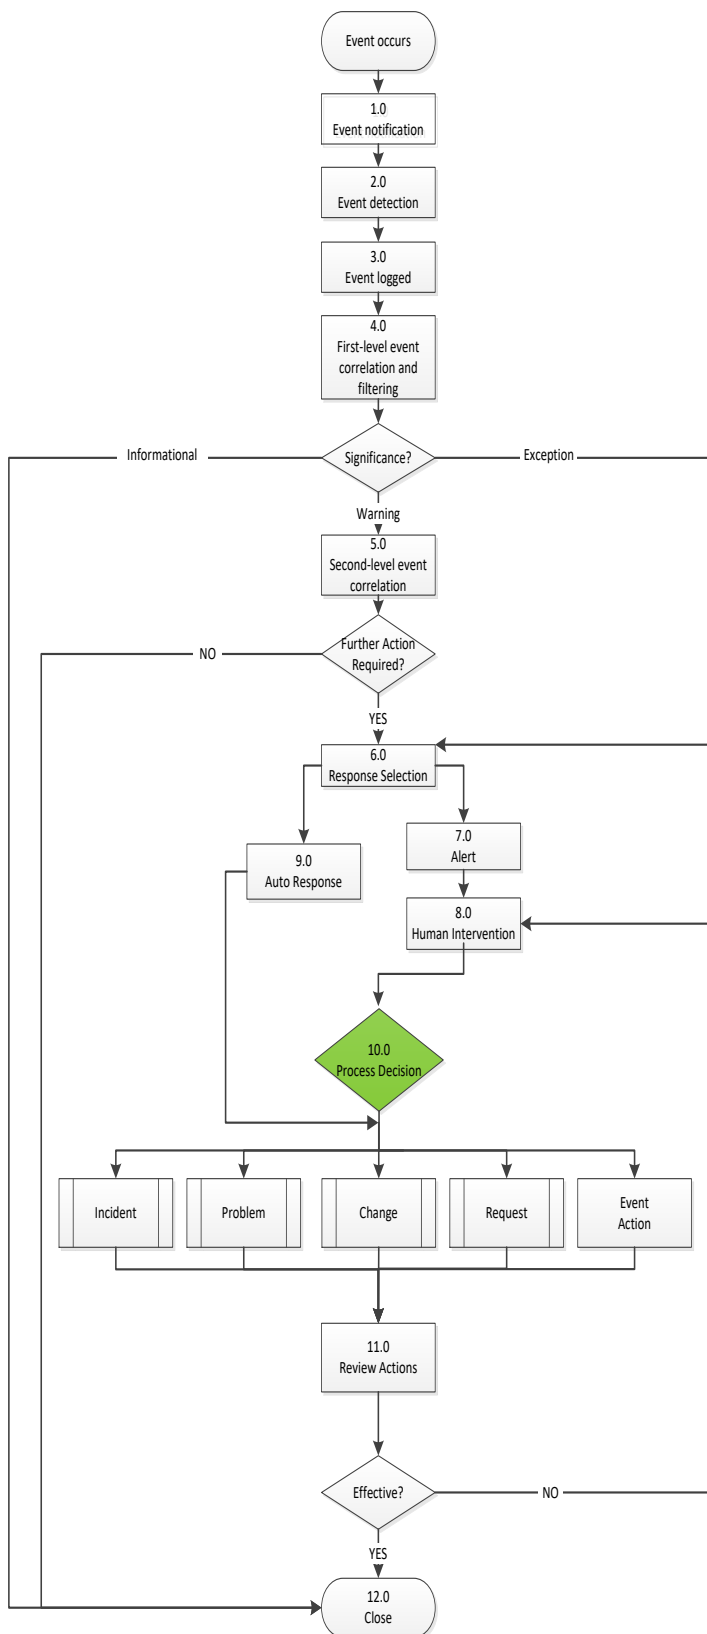 Event occurs
1.0
Event notification
2.0
Event detection
3.0
Event logged
4.0
First-level event
correlation and
filtering
Informational
Significance?
Exception
Warning
5.0
Second-level event
correlation
NO
Further Action
Required?
YES
6.0
Response Selection
7.0
Alert
9.0
Auto Response
8.0
Human Intervention
10.0
Process Decision
Incident
Problem
Change
Request
Event
Action
11.0
Review Actions
Effective?
NO
YES
12.0
Close